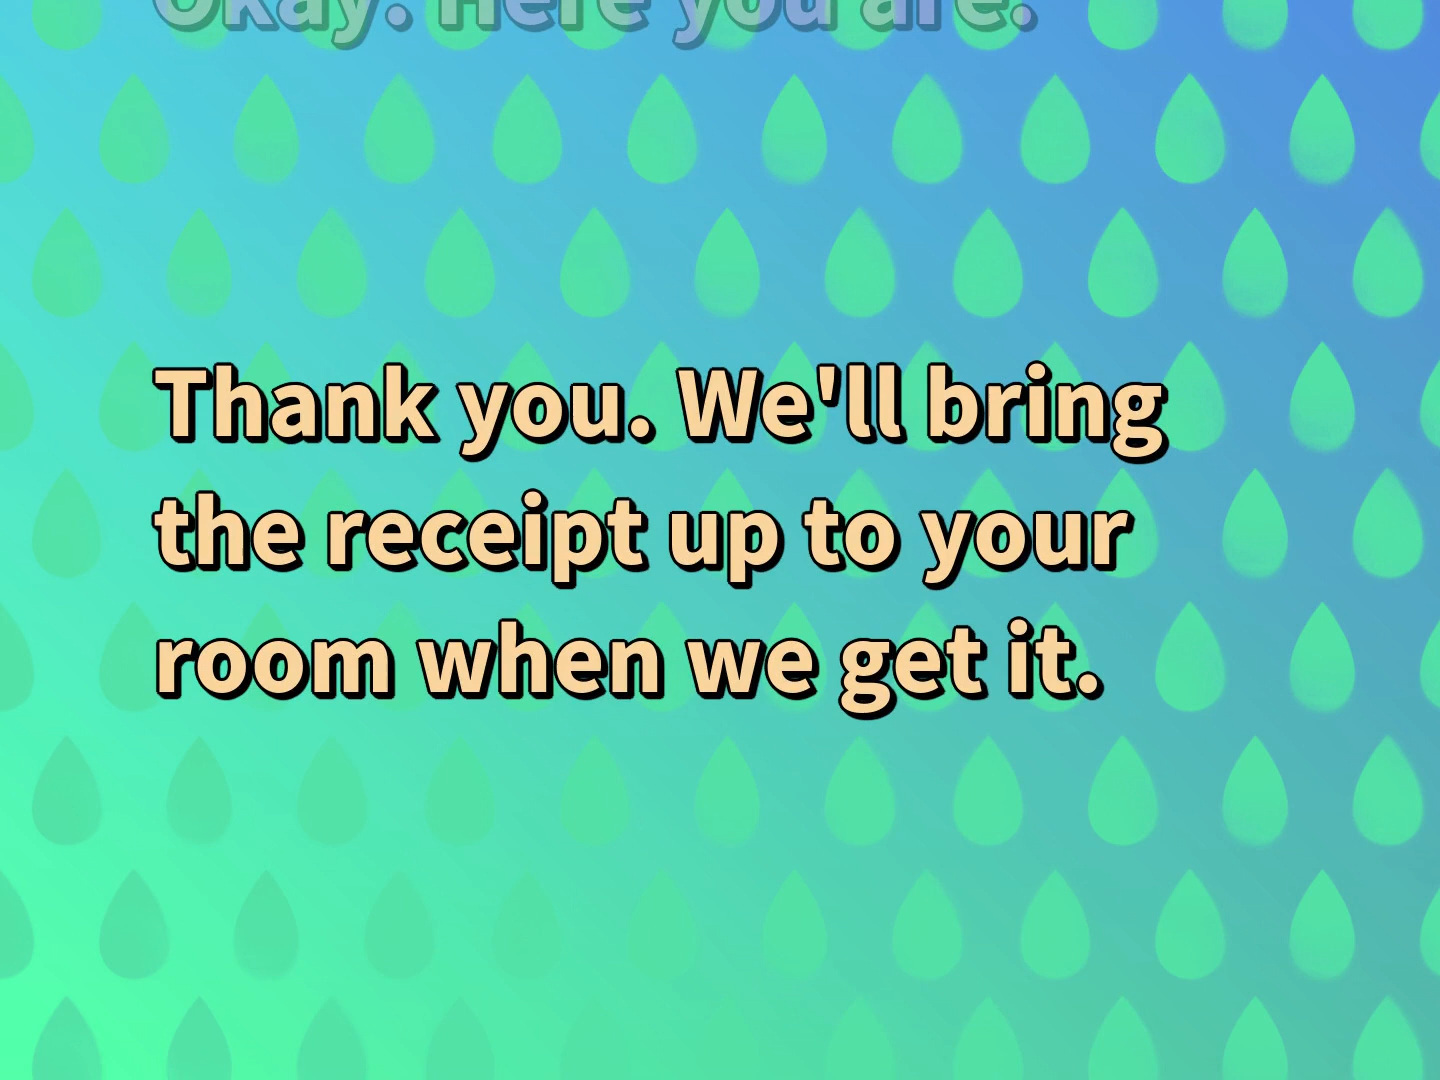 Okay. Here you are.
Thank you. We'll bring
the receipt up to your
room when we get it.